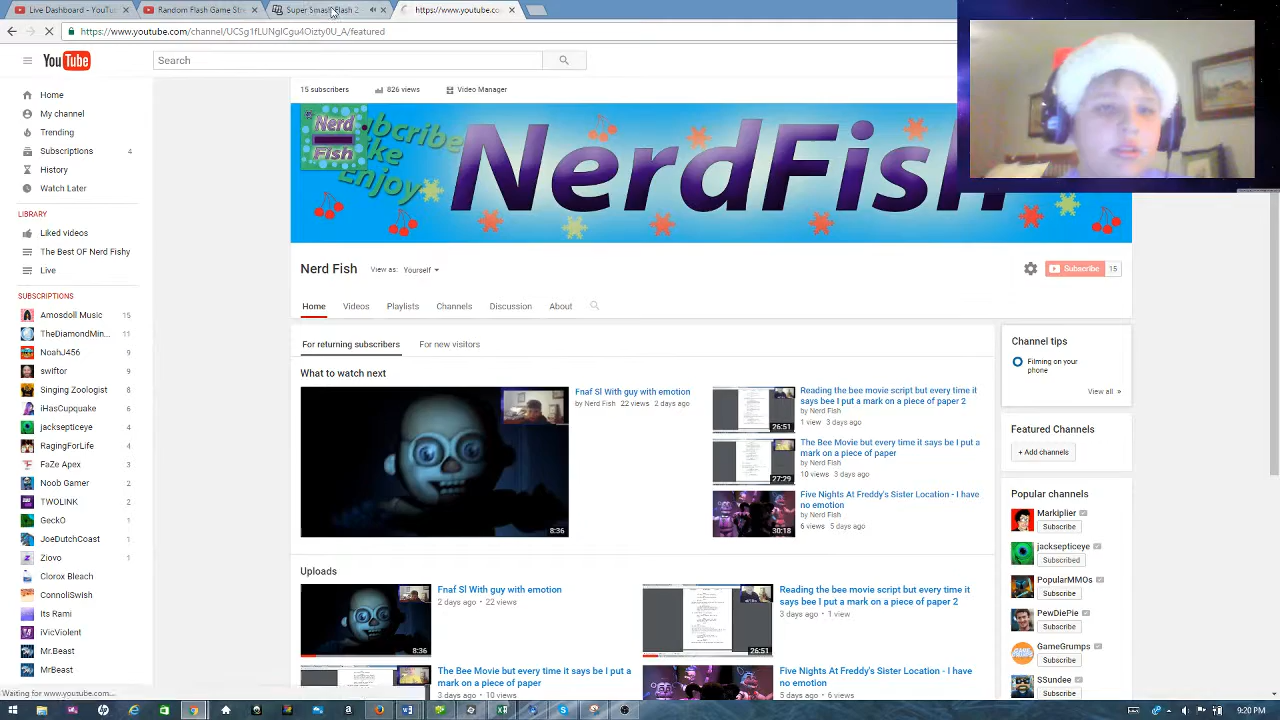 Live Dashboard - YouTu
Random Flash Game Str
Super Smash Flash 2
https://www.youtube.co
https://www.youtube.com/channel/UCSg1fLUNgICgu4Oizty0U_A/featured
YouTube
Search
15 subscribers
826 views
Video Manager
Home
My channel
Trending
Subscriptions 4
History
Watch Later
LIBRARY
Liked videos
The Best OF Nerd Fishy
Live
SUBSCRIPTIONS
Amosdoll Music 15
TheDiamondMin... 11
NoahJ456 9
swiftor 9
Singing Zoologist 8
iHasCupquake 6
jacksepticeye 4
RagingForLife 4
FaZe Apex 3
Noob Gamer 2
TWOLINK 2
GeckO 1
JoeDutchCoast 1
Ziovo 1
Clorox Bleach
ConnoliSwish
Its Rami
IVicViolent
Mr.Beast
MrBeast
Nerd
Fish
Subcribe
Like
Enjoy
NerdFish
Nerd Fish
View as: Yourself
Subscribe 15
Home
Videos
Playlists
Channels
Discussion
About
For returning subscribers
For new visitors
What to watch next
8:36
Fnaf Sl With guy with emotion
by Nerd Fish 22 views 2 days ago
26:51
Reading the bee movie script but every time it
says bee I put a mark on a piece of paper 2
by Nerd Fish
1 view 3 days ago
27:29
The Bee Movie but every time it says be I put a
mark on a piece of paper
by Nerd Fish
10 views 3 days ago
30:18
Five Nights At Freddy's Sister Location - I have
no emotion
by Nerd Fish
6 views 5 days ago
Uploads
8:36
Fnaf Sl With guy with emotion
2 days ago • 22 views
26:51
Reading the bee movie script but every time it
says bee I put a mark on a piece of paper 2
3 days ago • 1 view
The Bee Movie but every time it says be I put a
mark on a piece of paper
3 days ago • 10 views
Five Nights At Freddy's Sister Location - I have
no emotion
5 days ago • 6 views
Channel tips
Filming on your
phone
View all »
Featured Channels
+ Add channels
Popular channels
Markiplier
Subscribe
jacksepticeye
Subscribed
PopularMMOs
Subscribe
PewDiePie
Subscribe
GameGrumps
Subscribe
SSundee
Subscribe
Waiting for www.youtube.com...
9:20 PM